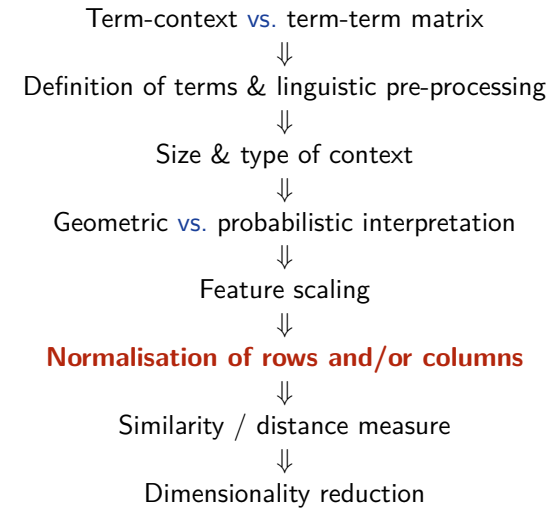 Term-context vs. term-term matrix
⇓
Definition of terms & linguistic pre-processing
⇓
Size & type of context
⇓
Geometric vs. probabilistic interpretation
⇓
Feature scaling
⇓
Normalisation of rows and/or columns
⇓
Similarity / distance measure
⇓
Dimensionality reduction